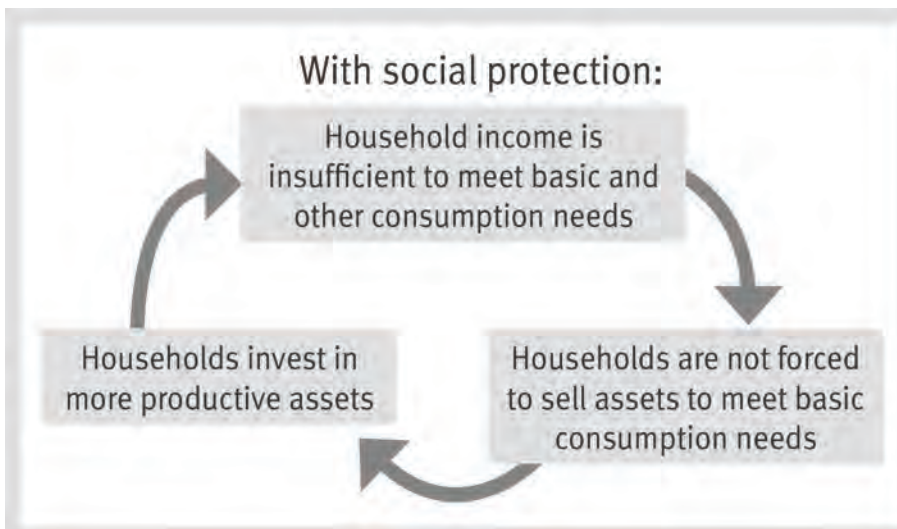 With social protection:
Household income is
insufficient to meet basic and
other consumption needs
Households invest in
more productive assets
Households are not forced
to sell assets to meet basic
consumption needs